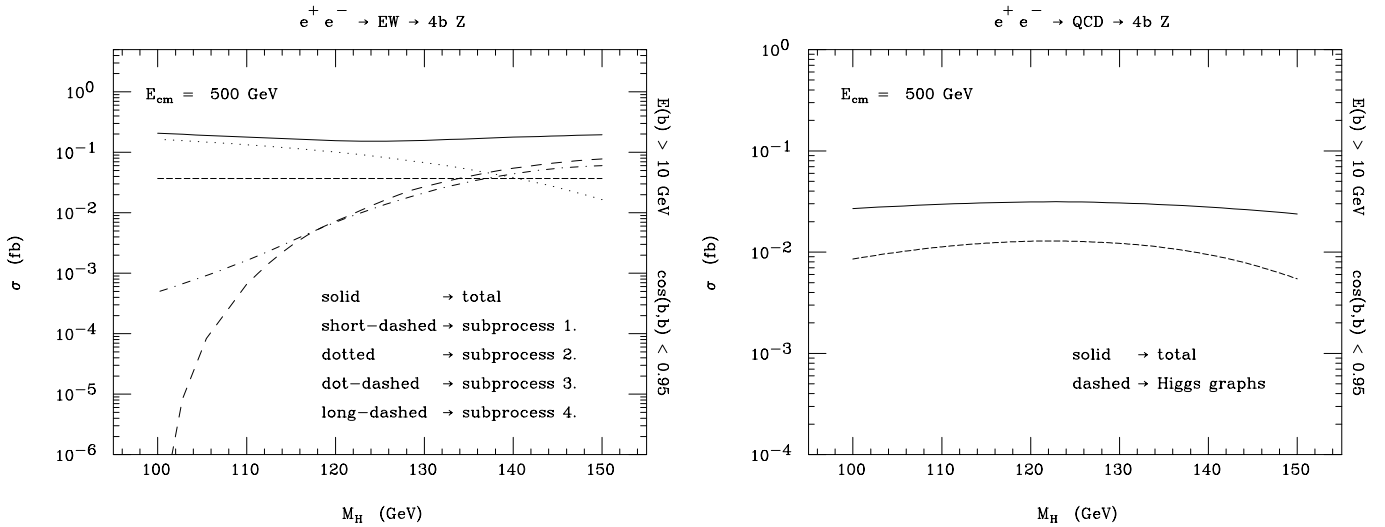 e⁺ e⁻ → EW → 4b Z
E_cm = 500 GeV
10⁰
10⁻¹
10⁻²
10⁻³
10⁻⁴
10⁻⁵
10⁻⁶
σ (fb)
solid → total
short-dashed → subprocess 1.
dotted → subprocess 2.
dot-dashed → subprocess 3.
long-dashed → subprocess 4.
100 110 120 130 140 150
M_H (GeV)
E(b) > 10 GeV cos(b,b) < 0.95
e⁺ e⁻ → QCD → 4b Z
E_cm = 500 GeV
10⁰
10⁻¹
10⁻²
10⁻³
10⁻⁴
σ (fb)
solid → total
dashed → Higgs graphs
100 110 120 130 140 150
M_H (GeV)
E(b) > 10 GeV cos(b,b) < 0.95